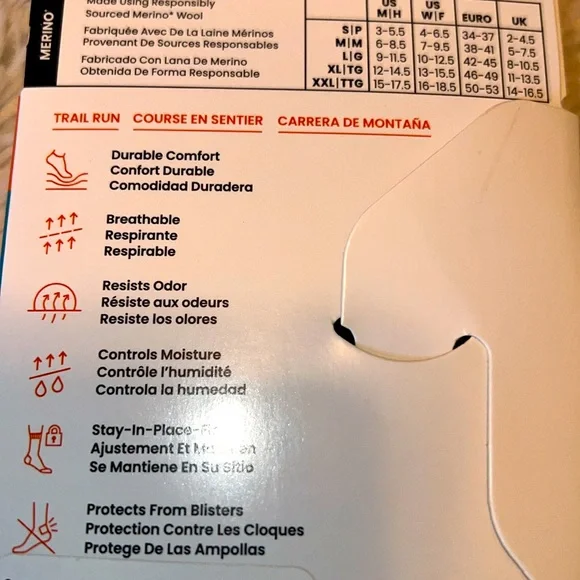 MERINO
Made Using Responsibly
Sourced Merino* Wool
Fabriquée Avec De La Laine Mérinos
Provenant De Sources Responsables
Fabricado Con Lana De Merino
Obtenida De Forma Responsable
US M|H US W|F EURO UK
S|P 3-5.5 4-6.5 34-37 2-4.5
M|M 6-8.5 7-9.5 38-41 5-7.5
L|G 9-11.5 10-12.5 42-45 8-10.5
XL|TG 12-14.5 13-15.5 46-49 11-13.5
XXL|TTG 15-17.5 16-18.5 50-53 14-16.5
TRAIL RUN COURSE EN SENTIER CARRERA DE MONTAÑA
Durable Comfort
Confort Durable
Comodidad Duradera
Breathable
Respirante
Respirable
Resists Odor
Résiste aux odeurs
Resiste los olores
Controls Moisture
Contrôle l'humidité
Controla la humedad
Stay-In-Place-
Ajustement Et
Se Mantiene En Su Sitio
Protects From Blisters
Protection Contre Les Cloques
Protege De Las Ampollas